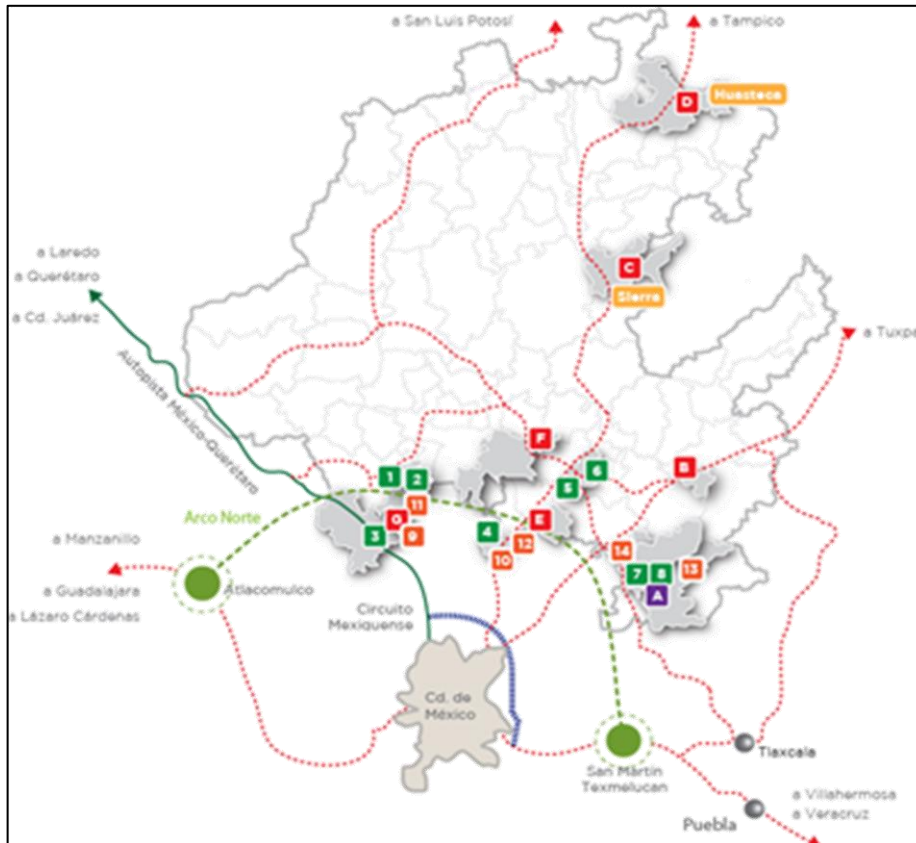 a San Luis Potosí
a Tampico
D
Huasteca
C
Sierra
a Laredo
a Querétaro
a Cd. Juárez
a Tuxpa
Autopista México-Querétaro
F
B
1
2
6
5
11
Arco Norte
E
3
9
4
12
10
14
7
8
13
A
a Manzanillo
Atlacomulco
a Guadalajara
a Lázaro Cárdenas
Circuito
Mexiquense
Cd. de
México
San Martín
Texmelucan
Tlaxcala
a Villahermosa
a Veracruz
Puebla